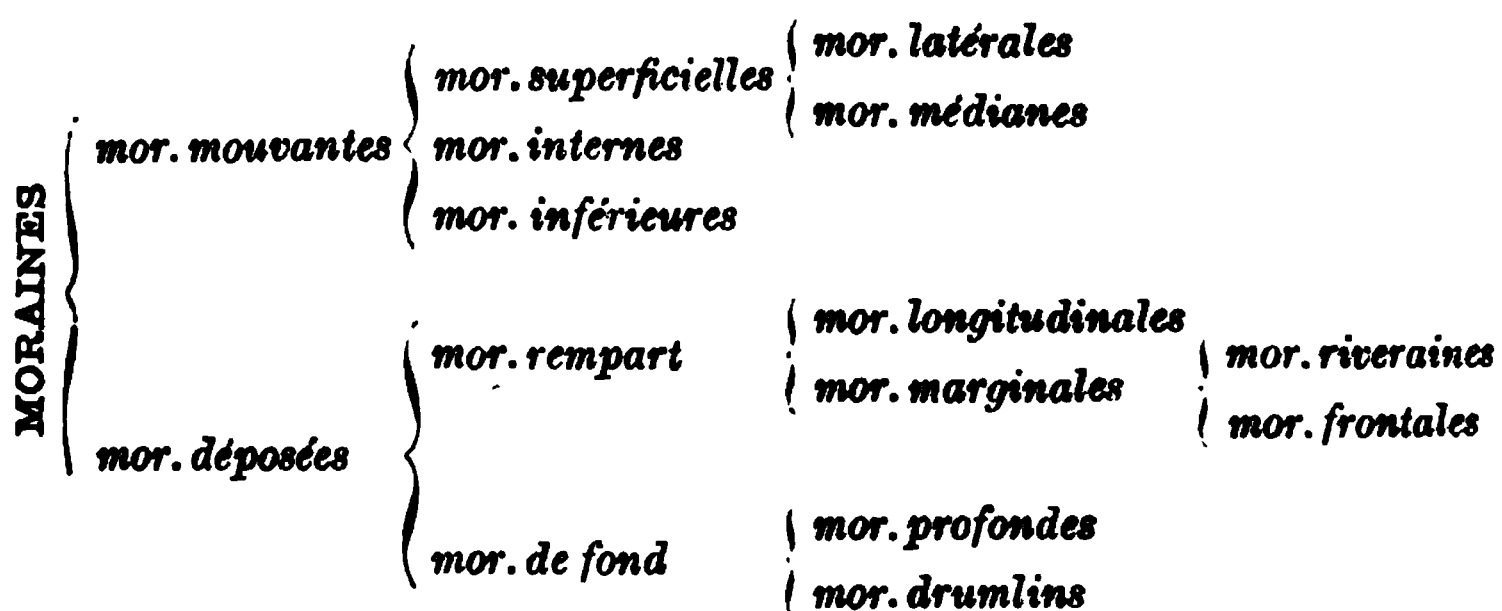 MORAINES
mor. mouvantes
mor. superficielles
mor. latérales
mor. médianes
mor. internes
mor. inférieures
mor. déposées
mor. rempart
mor. longitudinales
mor. marginales
mor. riveraines
mor. frontales
mor. de fond
mor. profondes
mor. drumlins